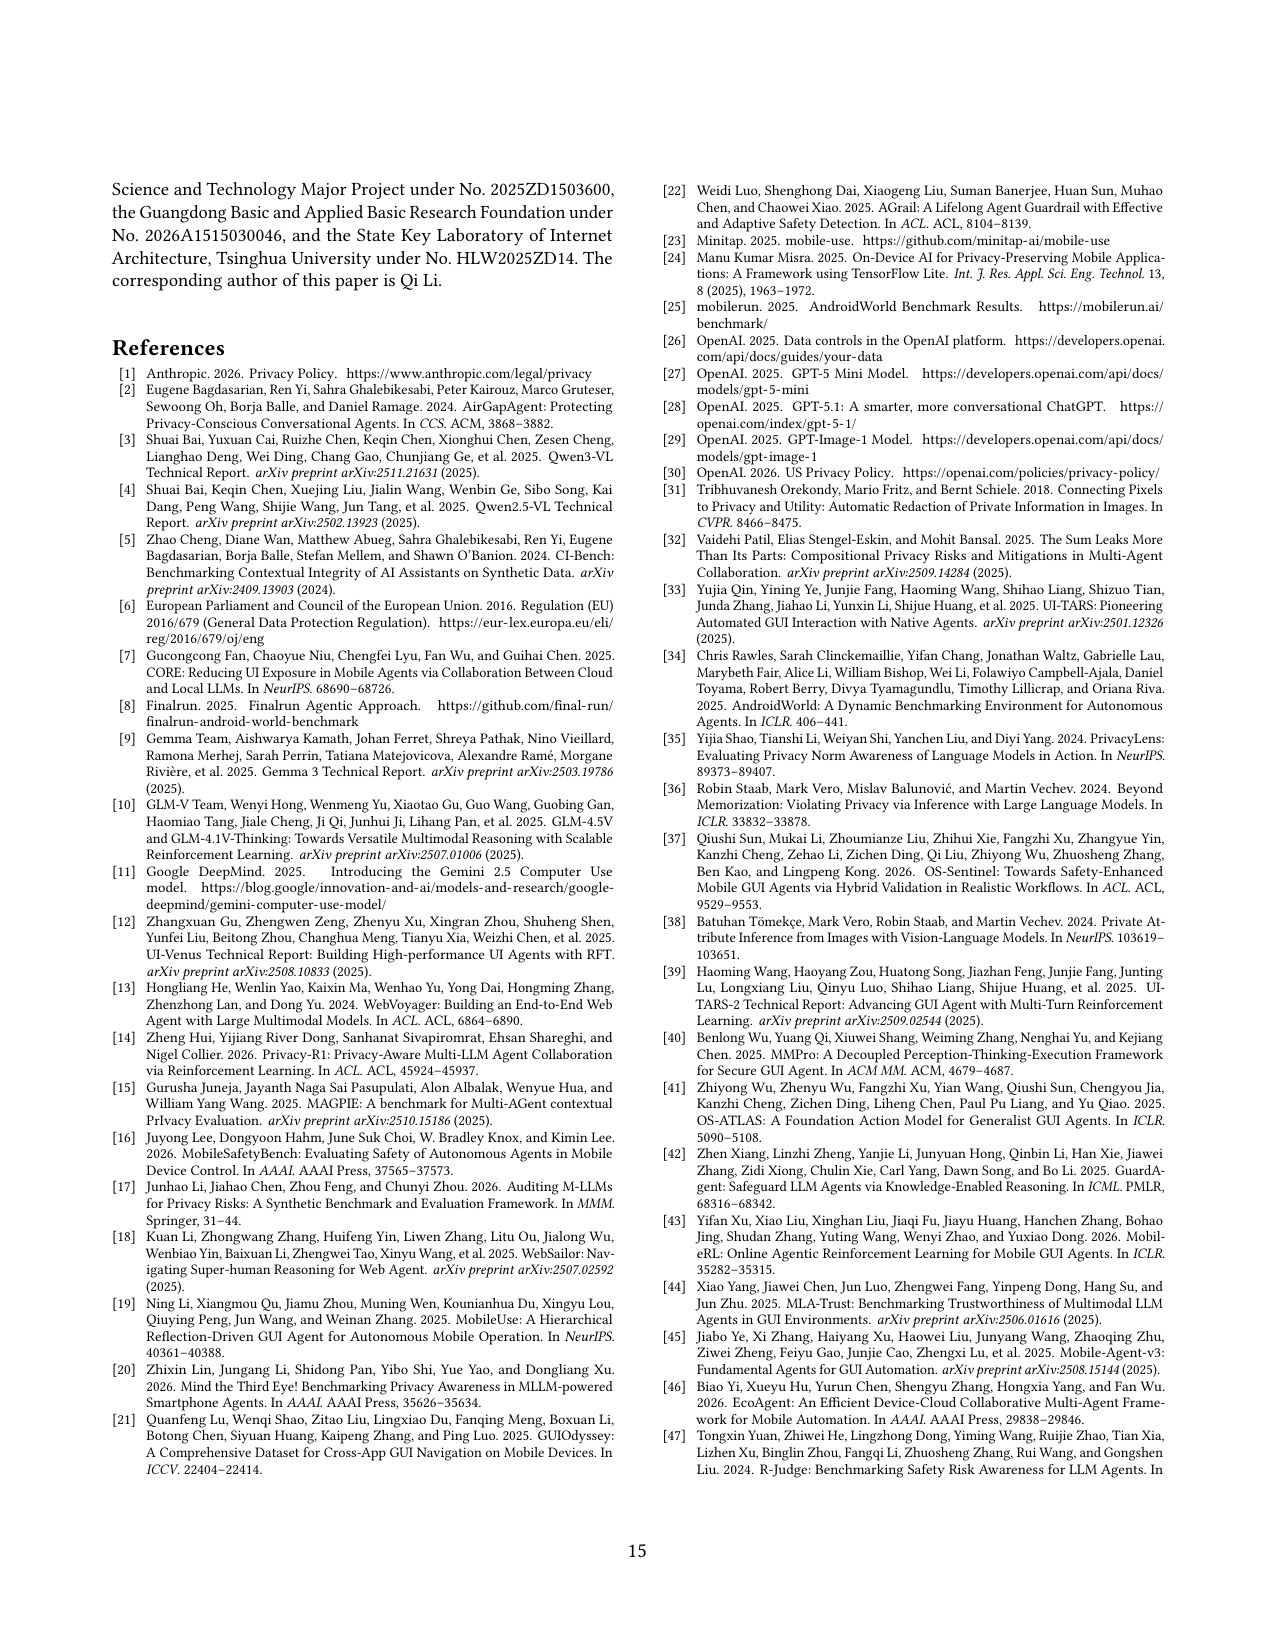 Science and Technology Major Project under No. 2025ZD1503600,
the Guangdong Basic and Applied Basic Research Foundation under
No. 2026A1515030046, and the State Key Laboratory of Internet
Architecture, Tsinghua University under No. HLW2025ZD14. The
corresponding author of this paper is Qi Li.
References
[1] Anthropic. 2026. Privacy Policy. https://www.anthropic.com/legal/privacy
[2] Eugene Bagdasarian, Ren Yi, Sahra Ghalebikesabi, Peter Kairouz, Marco Gruteser,
Sewoong Oh, Borja Balle, and Daniel Ramage. 2024. AirGapAgent: Protecting
Privacy-Conscious Conversational Agents. In CCS. ACM, 3868–3882.
[3] Shuai Bai, Yuxuan Cai, Ruizhe Chen, Keqin Chen, Xionghui Chen, Zesen Cheng,
Lianghao Deng, Wei Ding, Chang Gao, Chunjiang Ge, et al. 2025. Qwen3-VL
Technical Report. arXiv preprint arXiv:2511.21631 (2025).
[4] Shuai Bai, Keqin Chen, Xuejing Liu, Jialin Wang, Wenbin Ge, Sibo Song, Kai
Dang, Peng Wang, Shijie Wang, Jun Tang, et al. 2025. Qwen2.5-VL Technical
Report. arXiv preprint arXiv:2502.13923 (2025).
[5] Zhao Cheng, Diane Wan, Matthew Abueg, Sahra Ghalebikesabi, Ren Yi, Eugene
Bagdasarian, Borja Balle, Stefan Mellem, and Shawn O'Banion. 2024. CI-Bench:
Benchmarking Contextual Integrity of AI Assistants on Synthetic Data. arXiv
preprint arXiv:2409.13903 (2024).
[6] European Parliament and Council of the European Union. 2016. Regulation (EU)
2016/679 (General Data Protection Regulation). https://eur-lex.europa.eu/eli/
reg/2016/679/oj/eng
[7] Gucongcong Fan, Chaoyue Niu, Chengfei Lyu, Fan Wu, and Guihai Chen. 2025.
CORE: Reducing UI Exposure in Mobile Agents via Collaboration Between Cloud
and Local LLMs. In NeurIPS. 68690–68726.
[8] Finalrun. 2025. Finalrun Agentic Approach. https://github.com/final-run/
finalrun-android-world-benchmark
[9] Gemma Team, Aishwarya Kamath, Johan Ferret, Shreya Pathak, Nino Vieillard,
Ramona Merhej, Sarah Perrin, Tatiana Matejovicova, Alexandre Ramé, Morgane
Rivière, et al. 2025. Gemma 3 Technical Report. arXiv preprint arXiv:2503.19786
(2025).
[10] GLM-V Team, Wenyi Hong, Wenmeng Yu, Xiaotao Gu, Guo Wang, Guobing Gan,
Haomiao Tang, Jiale Cheng, Ji Qi, Junhui Ji, Lihang Pan, et al. 2025. GLM-4.5V
and GLM-4.1V-Thinking: Towards Versatile Multimodal Reasoning with Scalable
Reinforcement Learning. arXiv preprint arXiv:2507.01006 (2025).
[11] Google DeepMind. 2025. Introducing the Gemini 2.5 Computer Use
model. https://blog.google/innovation-and-ai/models-and-research/google-
deepmind/gemini-computer-use-model/
[12] Zhangxuan Gu, Zhengwen Zeng, Zhenyu Xu, Xingran Zhou, Shuheng Shen,
Yunfei Liu, Beitong Zhou, Changhua Meng, Tianyu Xia, Weizhi Chen, et al. 2025.
UI-Venus Technical Report: Building High-performance UI Agents with RFT.
arXiv preprint arXiv:2508.10833 (2025).
[13] Hongliang He, Wenlin Yao, Kaixin Ma, Wenhao Yu, Yong Dai, Hongming Zhang,
Zhenzhong Lan, and Dong Yu. 2024. WebVoyager: Building an End-to-End Web
Agent with Large Multimodal Models. In ACL. ACL, 6864–6890.
[14] Zheng Hui, Yijiang River Dong, Sanhanat Sivapiromrat, Ehsan Shareghi, and
Nigel Collier. 2026. Privacy-R1: Privacy-Aware Multi-LLM Agent Collaboration
via Reinforcement Learning. In ACL. ACL, 45924–45937.
[15] Gurusha Juneja, Jayanth Naga Sai Pasupulati, Alon Albalak, Wenyue Hua, and
William Yang Wang. 2025. MAGPIE: A benchmark for Multi-AGent contextual
PrIvacy Evaluation. arXiv preprint arXiv:2510.15186 (2025).
[16] Juyong Lee, Dongyoon Hahm, June Suk Choi, W. Bradley Knox, and Kimin Lee.
2026. MobileSafetyBench: Evaluating Safety of Autonomous Agents in Mobile
Device Control. In AAAI. AAAI Press, 37565–37573.
[17] Junhao Li, Jiahao Chen, Zhou Feng, and Chunyi Zhou. 2026. Auditing M-LLMs
for Privacy Risks: A Synthetic Benchmark and Evaluation Framework. In MMM.
Springer, 31–44.
[18] Kuan Li, Zhongwang Zhang, Huifeng Yin, Liwen Zhang, Litu Ou, Jialong Wu,
Wenbiao Yin, Baixuan Li, Zhengwei Tao, Xinyu Wang, et al. 2025. WebSailor: Nav-
igating Super-human Reasoning for Web Agent. arXiv preprint arXiv:2507.02592
(2025).
[19] Ning Li, Xiangmou Qu, Jiamu Zhou, Muning Wen, Kounianhua Du, Xingyu Lou,
Qiuying Peng, Jun Wang, and Weinan Zhang. 2025. MobileUse: A Hierarchical
Reflection-Driven GUI Agent for Autonomous Mobile Operation. In NeurIPS.
40361–40388.
[20] Zhixin Lin, Jungang Li, Shidong Pan, Yibo Shi, Yue Yao, and Dongliang Xu.
2026. Mind the Third Eye! Benchmarking Privacy Awareness in MLLM-powered
Smartphone Agents. In AAAI. AAAI Press, 35626–35634.
[21] Quanfeng Lu, Wenqi Shao, Zitao Liu, Lingxiao Du, Fanqing Meng, Boxuan Li,
Botong Chen, Siyuan Huang, Kaipeng Zhang, and Ping Luo. 2025. GUIOdyssey:
A Comprehensive Dataset for Cross-App GUI Navigation on Mobile Devices. In
ICCV. 22404–22414.
[22] Weidi Luo, Shenghong Dai, Xiaogeng Liu, Suman Banerjee, Huan Sun, Muhao
Chen, and Chaowei Xiao. 2025. AGrail: A Lifelong Agent Guardrail with Effective
and Adaptive Safety Detection. In ACL. ACL, 8104–8139.
[23] Minitap. 2025. mobile-use. https://github.com/minitap-ai/mobile-use
[24] Manu Kumar Misra. 2025. On-Device AI for Privacy-Preserving Mobile Applica-
tions: A Framework using TensorFlow Lite. Int. J. Res. Appl. Sci. Eng. Technol. 13,
8 (2025), 1963–1972.
[25] mobilerun. 2025. AndroidWorld Benchmark Results. https://mobilerun.ai/
benchmark/
[26] OpenAI. 2025. Data controls in the OpenAI platform. https://developers.openai.
com/api/docs/guides/your-data
[27] OpenAI. 2025. GPT-5 Mini Model. https://developers.openai.com/api/docs/
models/gpt-5-mini
[28] OpenAI. 2025. GPT-5.1: A smarter, more conversational ChatGPT. https://
openai.com/index/gpt-5-1/
[29] OpenAI. 2025. GPT-Image-1 Model. https://developers.openai.com/api/docs/
models/gpt-image-1
[30] OpenAI. 2026. US Privacy Policy. https://openai.com/policies/privacy-policy/
[31] Tribhuvanesh Orekondy, Mario Fritz, and Bernt Schiele. 2018. Connecting Pixels
to Privacy and Utility: Automatic Redaction of Private Information in Images. In
CVPR. 8466–8475.
[32] Vaidehi Patil, Elias Stengel-Eskin, and Mohit Bansal. 2025. The Sum Leaks More
Than Its Parts: Compositional Privacy Risks and Mitigations in Multi-Agent
Collaboration. arXiv preprint arXiv:2509.14284 (2025).
[33] Yujia Qin, Yining Ye, Junjie Fang, Haoming Wang, Shihao Liang, Shizuo Tian,
Junda Zhang, Jiahao Li, Yunxin Li, Shijue Huang, et al. 2025. UI-TARS: Pioneering
Automated GUI Interaction with Native Agents. arXiv preprint arXiv:2501.12326
(2025).
[34] Chris Rawles, Sarah Clinckemaillie, Yifan Chang, Jonathan Waltz, Gabrielle Lau,
Marybeth Fair, Alice Li, William Bishop, Wei Li, Folawiyo Campbell-Ajala, Daniel
Toyama, Robert Berry, Divya Tyamagundlu, Timothy Lillicrap, and Oriana Riva.
2025. AndroidWorld: A Dynamic Benchmarking Environment for Autonomous
Agents. In ICLR. 406–441.
[35] Yijia Shao, Tianshi Li, Weiyan Shi, Yanchen Liu, and Diyi Yang. 2024. PrivacyLens:
Evaluating Privacy Norm Awareness of Language Models in Action. In NeurIPS.
89373–89407.
[36] Robin Staab, Mark Vero, Mislav Balunović, and Martin Vechev. 2024. Beyond
Memorization: Violating Privacy via Inference with Large Language Models. In
ICLR. 33832–33878.
[37] Qiushi Sun, Mukai Li, Zhoumianze Liu, Zhihui Xie, Fangzhi Xu, Zhangyue Yin,
Kanzhi Cheng, Zehao Li, Zichen Ding, Qi Liu, Zhiyong Wu, Zhuosheng Zhang,
Ben Kao, and Lingpeng Kong. 2026. OS-Sentinel: Towards Safety-Enhanced
Mobile GUI Agents via Hybrid Validation in Realistic Workflows. In ACL. ACL,
9529–9553.
[38] Batuhan Tömekçe, Mark Vero, Robin Staab, and Martin Vechev. 2024. Private At-
tribute Inference from Images with Vision-Language Models. In NeurIPS. 103619–
103651.
[39] Haoming Wang, Haoyang Zou, Huatong Song, Jiazhan Feng, Junjie Fang, Junting
Lu, Longxiang Liu, Qinyu Luo, Shihao Liang, Shijue Huang, et al. 2025. UI-
TARS-2 Technical Report: Advancing GUI Agent with Multi-Turn Reinforcement
Learning. arXiv preprint arXiv:2509.02544 (2025).
[40] Benlong Wu, Yuang Qi, Xiuwei Shang, Weiming Zhang, Nenghai Yu, and Kejiang
Chen. 2025. MMPro: A Decoupled Perception-Thinking-Execution Framework
for Secure GUI Agent. In ACM MM. ACM, 4679–4687.
[41] Zhiyong Wu, Zhenyu Wu, Fangzhi Xu, Yian Wang, Qiushi Sun, Chengyou Jia,
Kanzhi Cheng, Zichen Ding, Liheng Chen, Paul Pu Liang, and Yu Qiao. 2025.
OS-ATLAS: A Foundation Action Model for Generalist GUI Agents. In ICLR.
5090–5108.
[42] Zhen Xiang, Linzhi Zheng, Yanjie Li, Junyuan Hong, Qinbin Li, Han Xie, Jiawei
Zhang, Zidi Xiong, Chulin Xie, Carl Yang, Dawn Song, and Bo Li. 2025. GuardA-
gent: Safeguard LLM Agents via Knowledge-Enabled Reasoning. In ICML. PMLR,
68316–68342.
[43] Yifan Xu, Xiao Liu, Xinghan Liu, Jiaqi Fu, Jiayu Huang, Hanchen Zhang, Bohao
Jing, Shudan Zhang, Yuting Wang, Wenyi Zhao, and Yuxiao Dong. 2026. Mobil-
eRL: Online Agentic Reinforcement Learning for Mobile GUI Agents. In ICLR.
35282–35315.
[44] Xiao Yang, Jiawei Chen, Jun Luo, Zhengwei Fang, Yinpeng Dong, Hang Su, and
Jun Zhu. 2025. MLA-Trust: Benchmarking Trustworthiness of Multimodal LLM
Agents in GUI Environments. arXiv preprint arXiv:2506.01616 (2025).
[45] Jiabo Ye, Xi Zhang, Haiyang Xu, Haowei Liu, Junyang Wang, Zhaoqing Zhu,
Ziwei Zheng, Feiyu Gao, Junjie Cao, Zhengxi Lu, et al. 2025. Mobile-Agent-v3:
Fundamental Agents for GUI Automation. arXiv preprint arXiv:2508.15144 (2025).
[46] Biao Yi, Xueyu Hu, Yurun Chen, Shengyu Zhang, Hongxia Yang, and Fan Wu.
2026. EcoAgent: An Efficient Device-Cloud Collaborative Multi-Agent Frame-
work for Mobile Automation. In AAAI. AAAI Press, 29838–29846.
[47] Tongxin Yuan, Zhiwei He, Lingzhong Dong, Yiming Wang, Ruijie Zhao, Tian Xia,
Lizhen Xu, Binglin Zhou, Fangqi Li, Zhuosheng Zhang, Rui Wang, and Gongshen
Liu. 2024. R-Judge: Benchmarking Safety Risk Awareness for LLM Agents. In
15